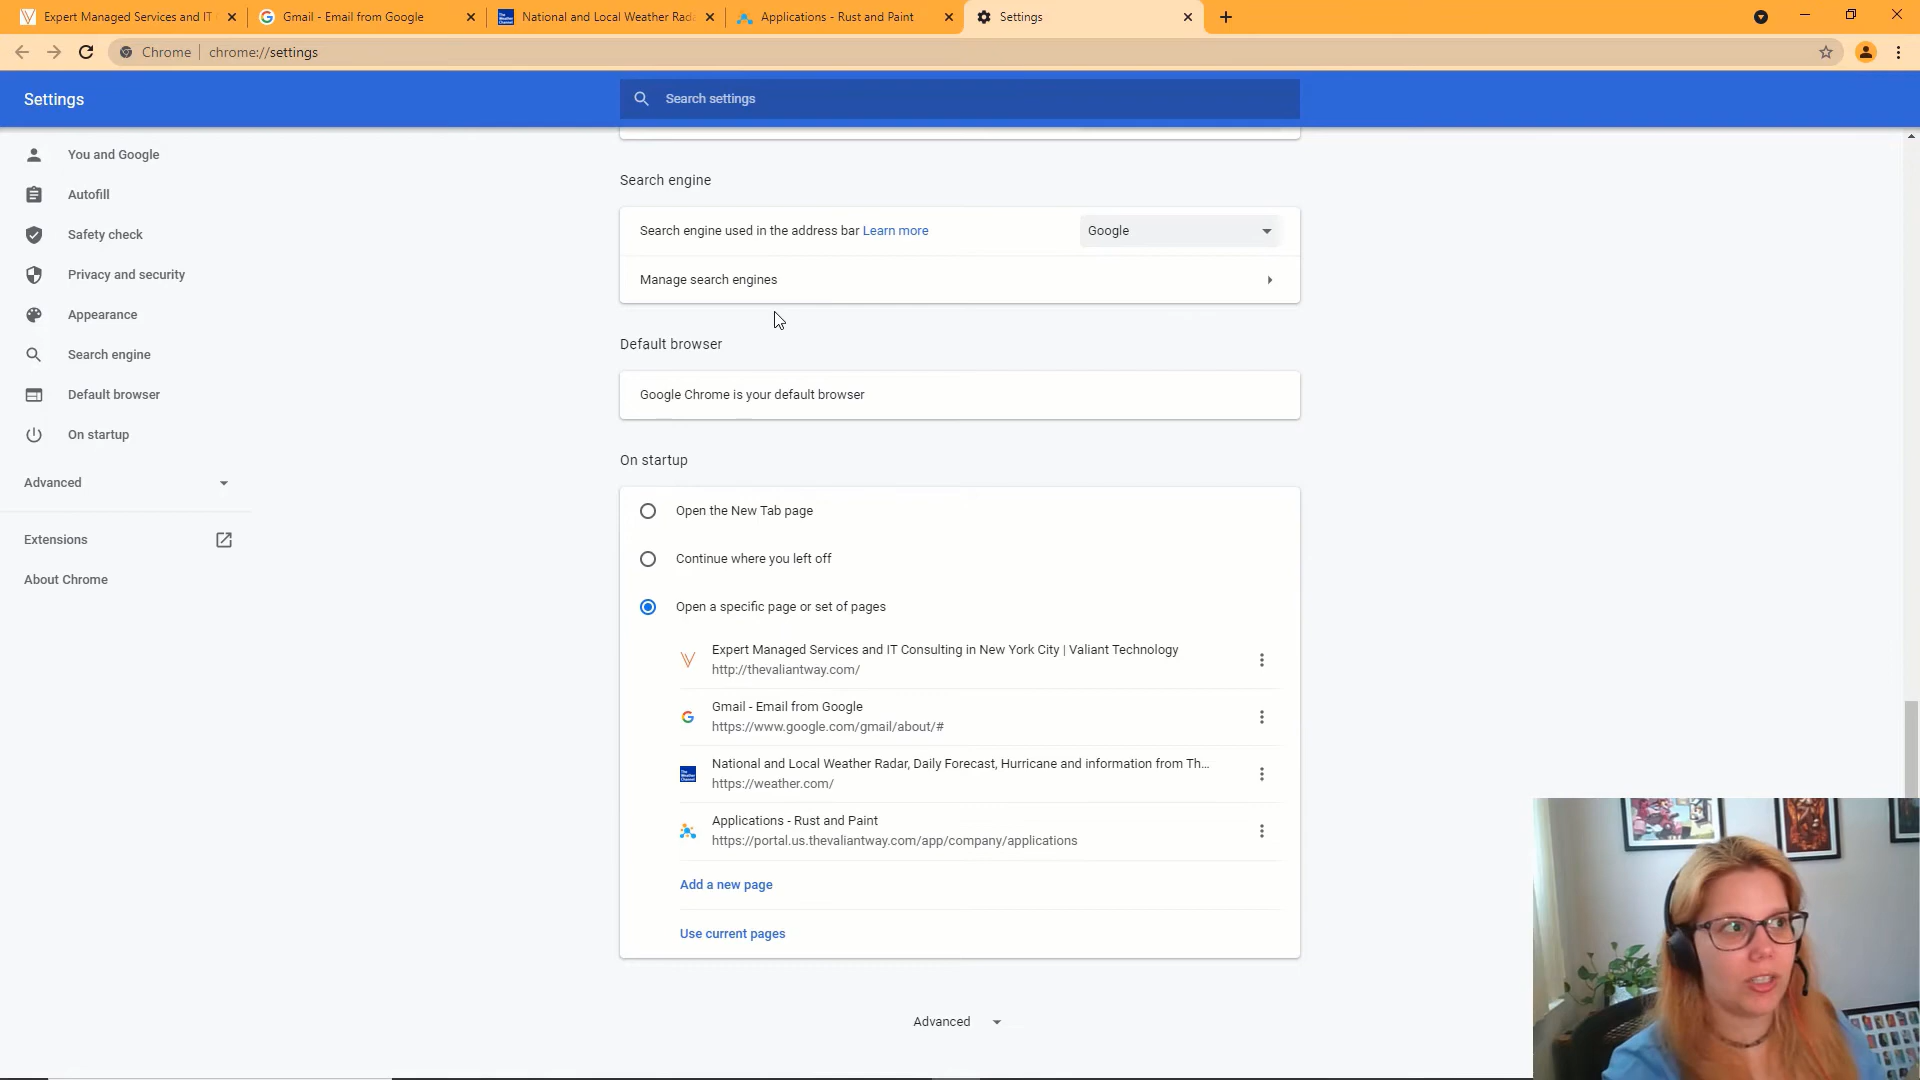 Expert Managed Services and IT
Gmail - Email from Google
National and Local Weather Rada
Applications - Rust and Paint
Settings
Chrome
chrome://settings
Settings
Search settings
You and Google
Autofill
Safety check
Privacy and security
Appearance
Search engine
Default browser
On startup
Advanced
Extensions
About Chrome
Search engine
Search engine used in the address bar Learn more
Google
Manage search engines
Default browser
Google Chrome is your default browser
On startup
Open the New Tab page
Continue where you left off
Open a specific page or set of pages
Expert Managed Services and IT Consulting in New York City | Valiant Technology
http://thevaliantway.com/
Gmail - Email from Google
https://www.google.com/gmail/about/#
National and Local Weather Radar, Daily Forecast, Hurricane and information from Th...
https://weather.com/
Applications - Rust and Paint
https://portal.us.thevaliantway.com/app/company/applications
Add a new page
Use current pages
Advanced